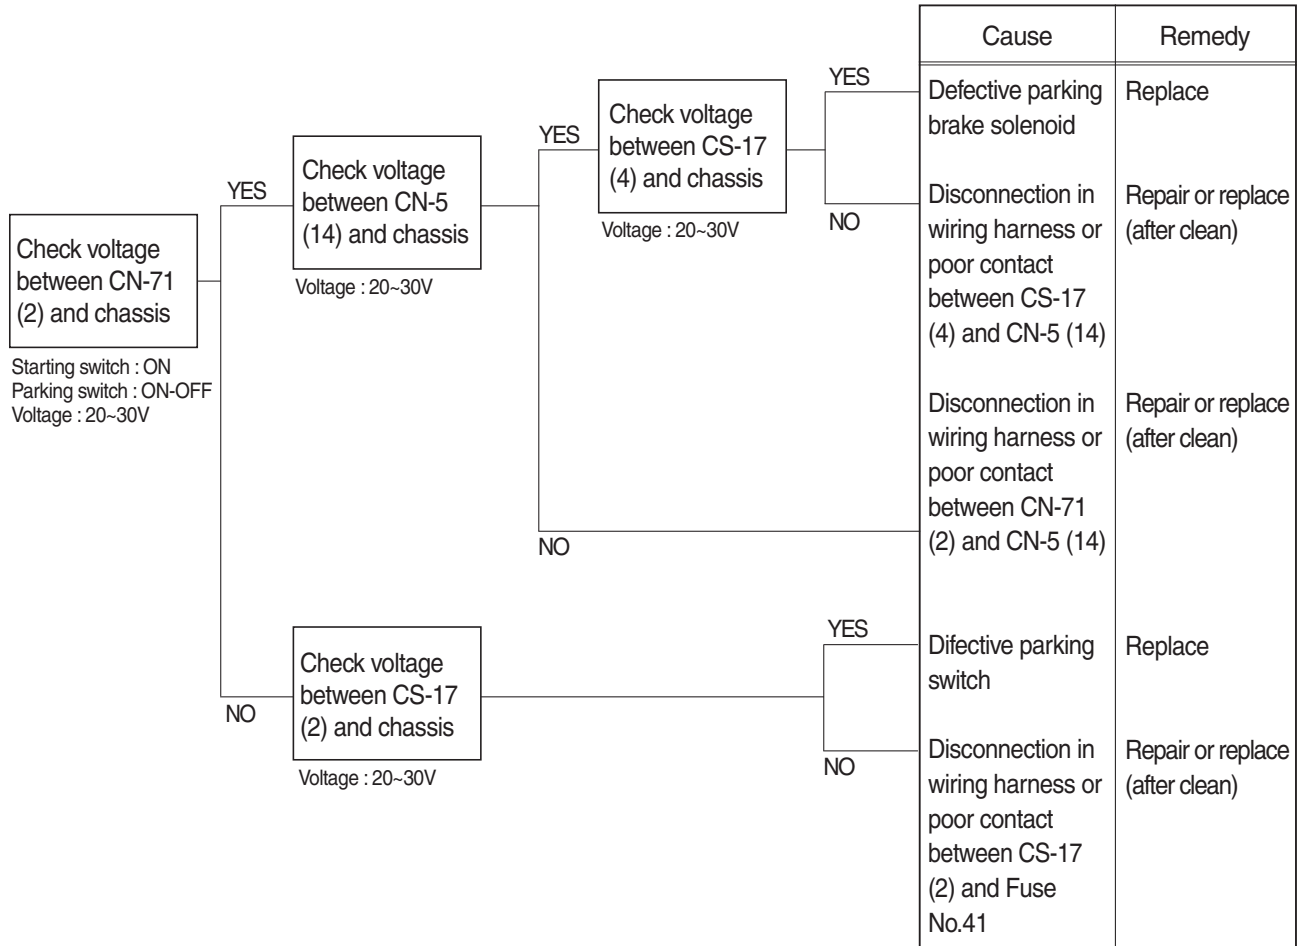 Cause
Remedy
Check voltage
between CN-71
(2) and chassis
Starting switch : ON
Parking switch : ON-OFF
Voltage : 20~30V
YES
Check voltage
between CN-5
(14) and chassis
Voltage : 20~30V
YES
Check voltage
between CS-17
(4) and chassis
Voltage : 20~30V
YES
Defective parking
brake solenoid
Replace
NO
Disconnection in
wiring harness or
poor contact
between CS-17
(4) and CN-5 (14)
Repair or replace
(after clean)
NO
Disconnection in
wiring harness or
poor contact
between CN-71
(2) and CN-5 (14)
Repair or replace
(after clean)
NO
Check voltage
between CS-17
(2) and chassis
Voltage : 20~30V
YES
Difective parking
switch
Replace
NO
Disconnection in
wiring harness or
poor contact
between CS-17
(2) and Fuse
No.41
Repair or replace
(after clean)